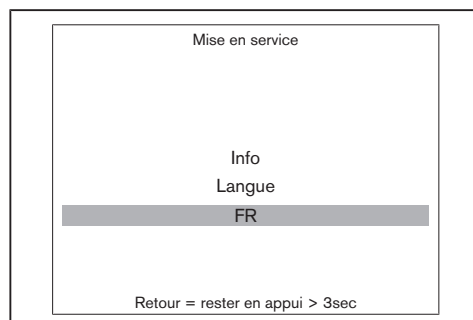 Mise en service
Info
Langue
FR
Retour = rester en appui > 3sec